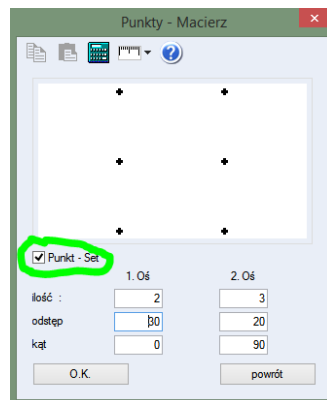 Punkty - Macierz
Punkt - Set
1. Oś 2. Oś
ilość : 2 3
odstęp 30 20
kąt 0 90
O.K. powrót